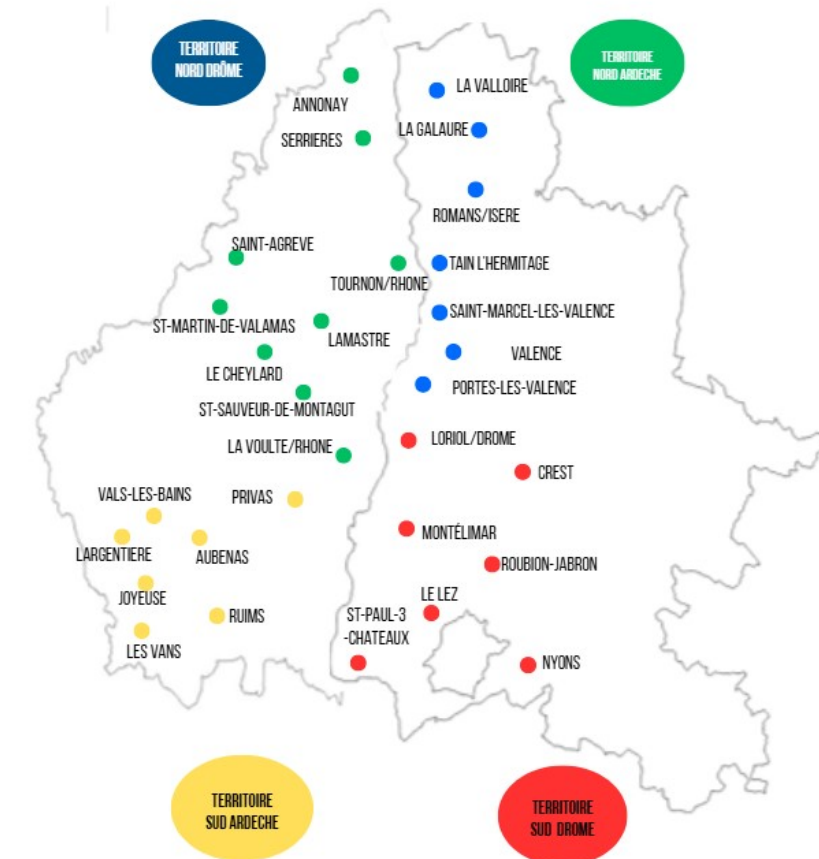 TERRITOIRE
NORD DRÔME
TERRITOIRE
NORD ARDECHE
LA VALLOIRE
ANNONAY
LA GALAURE
SERRIERES
ROMANS/ISERE
SAINT-AGREVE
TAIN L'HERMITAGE
TOURNON/RHONE
SAINT-MARCEL-LES-VALENCE
ST-MARTIN-DE-VALAMAS
LAMASTRE
VALENCE
LE CHEYLARD
PORTES-LES-VALENCE
ST-SAUVEUR-DE-MONTAGUT
LORIOL/DROME
LA VOULTE/RHONE
CREST
VALS-LES-BAINS
PRIVAS
MONTÉLIMAR
LARGENTIERE
AUBENAS
ROUBION-JABRON
JOYEUSE
LE LEZ
RUIMS
ST-PAUL-3
-CHATEAUX
LES VANS
NYONS
TERRITOIRE
SUD ARDECHE
TERRITOIRE
SUD DROME